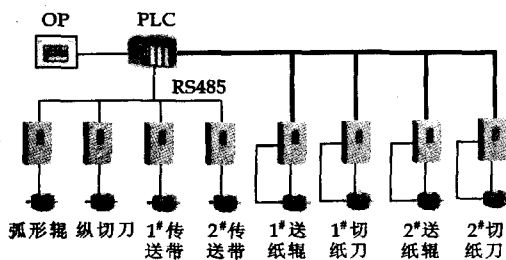 OP PLC
RS485
弧形辊 纵切刀 1#传 2#传 1#送 1#切 2#送 2#切
送带 送带 纸辊 纸刀 纸辊 纸刀